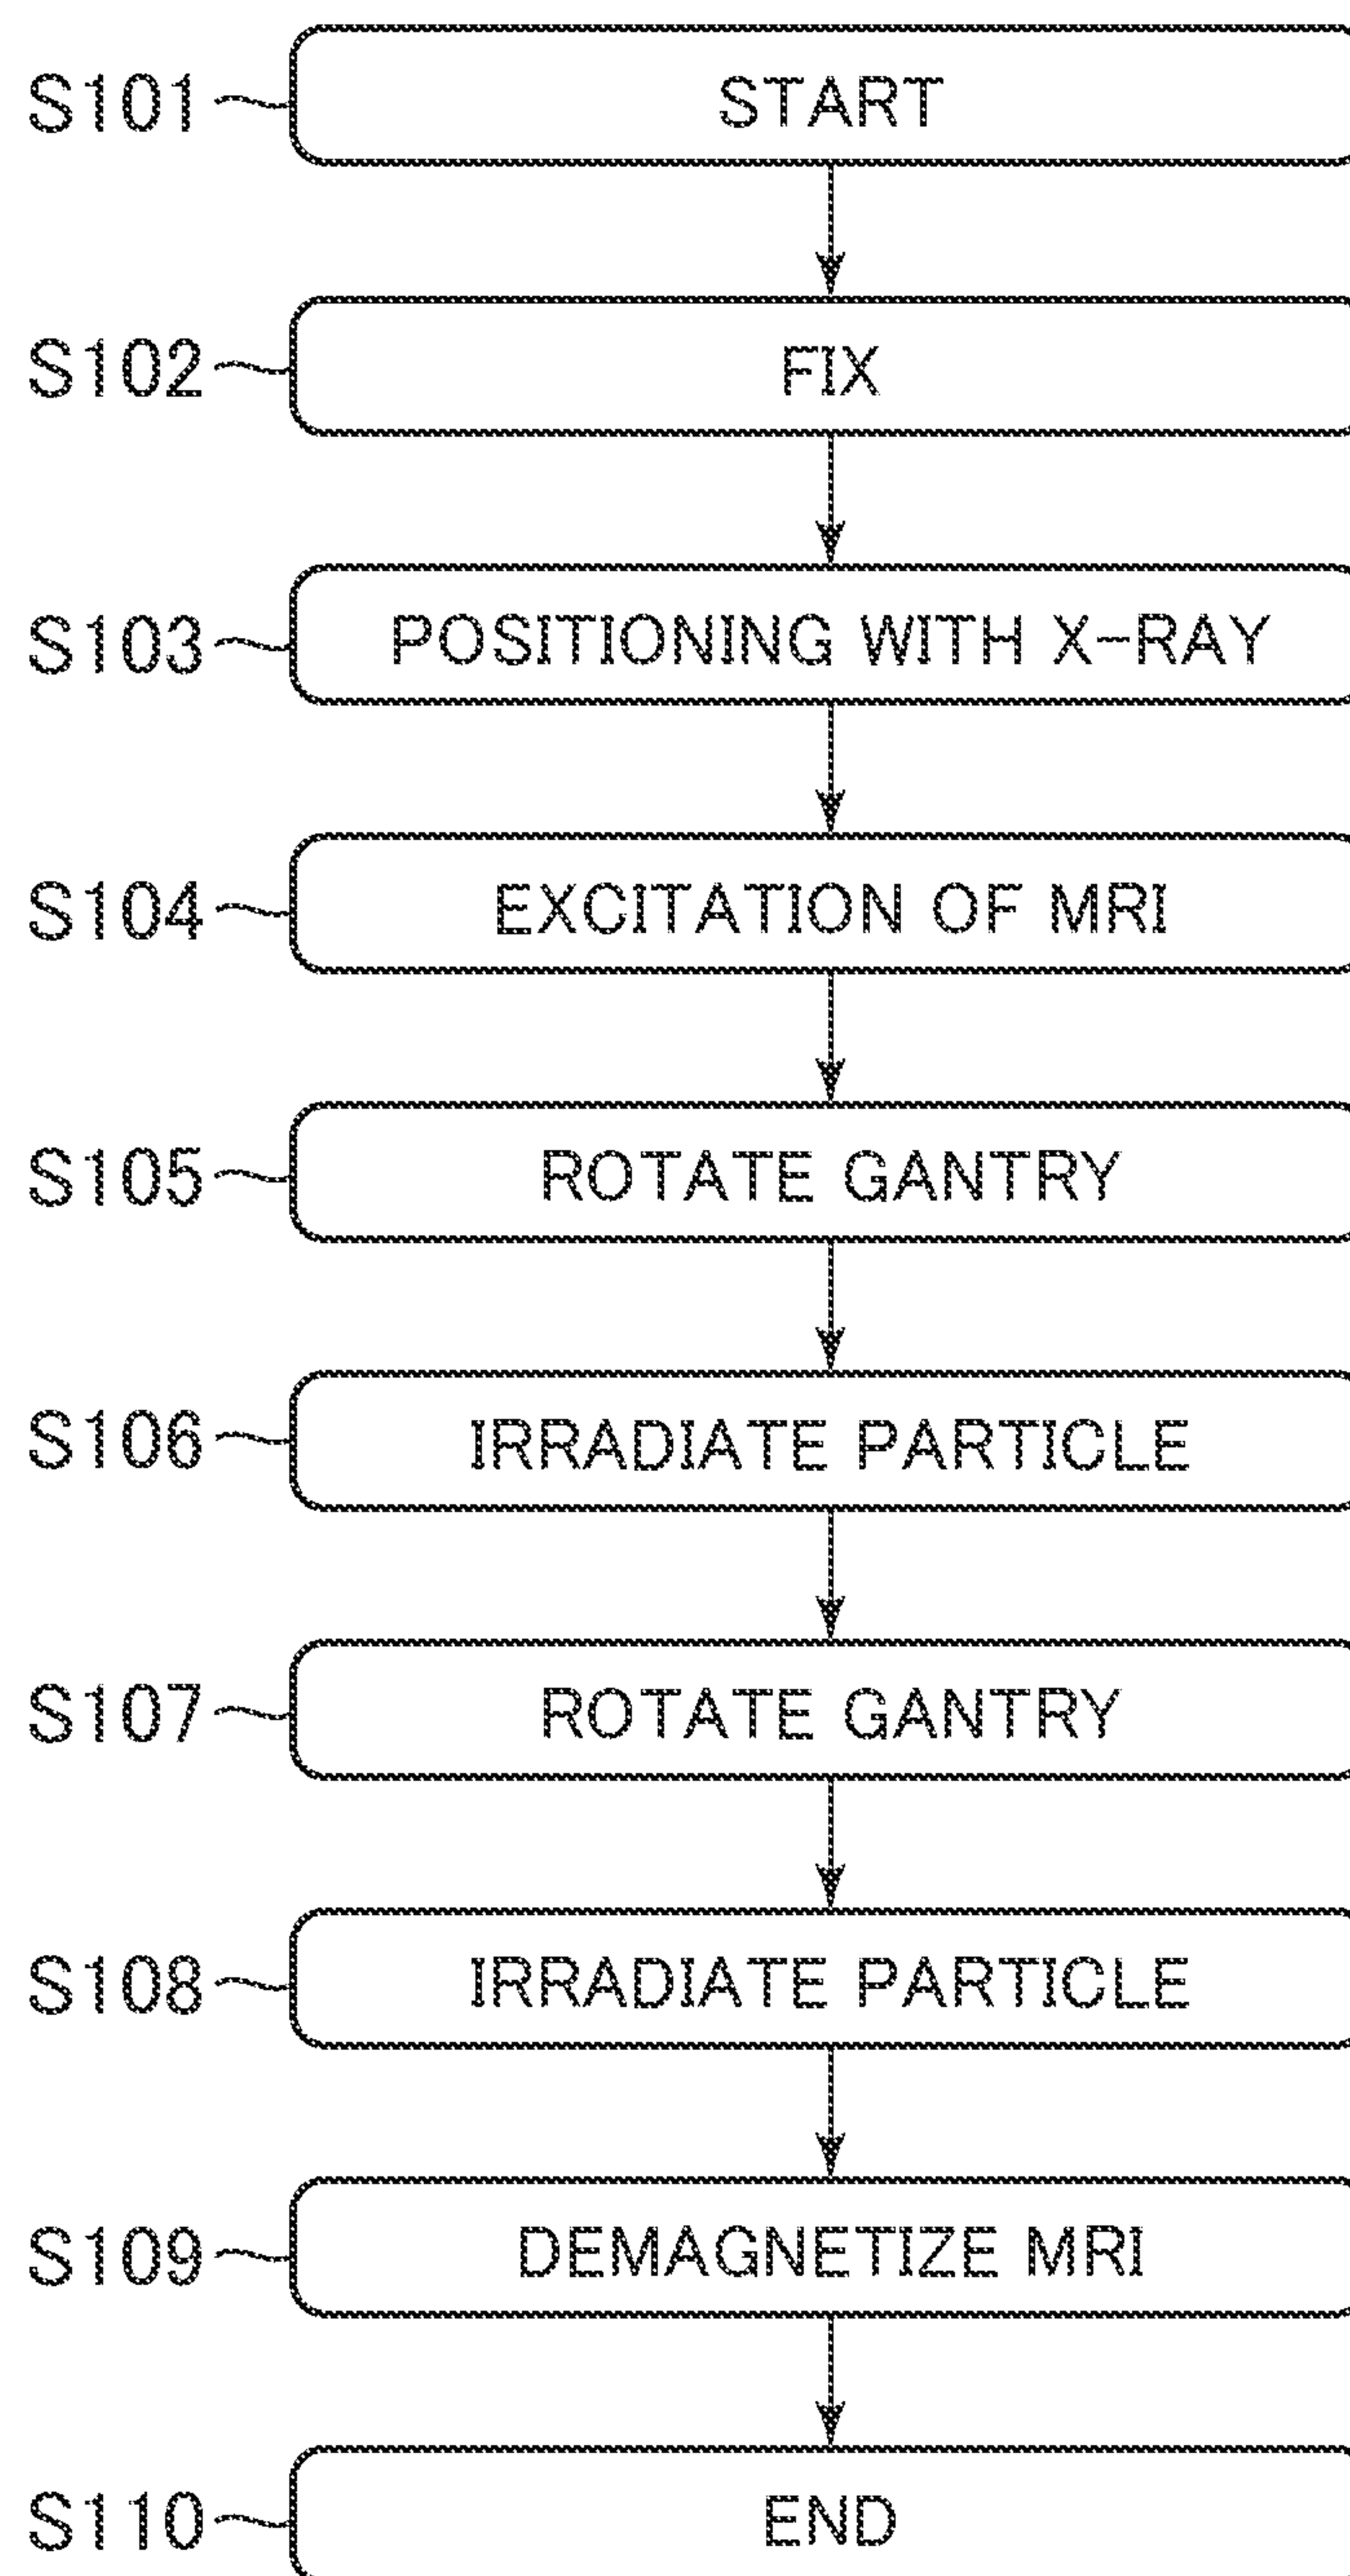 S101 START
S102 FIX
S103 POSITIONING WITH X-RAY
S104 EXCITATION OF MRI
S105 ROTATE GANTRY
S106 IRRADIATE PARTICLE
S107 ROTATE GANTRY
S108 IRRADIATE PARTICLE
S109 DEMAGNETIZE MRI
S110 END